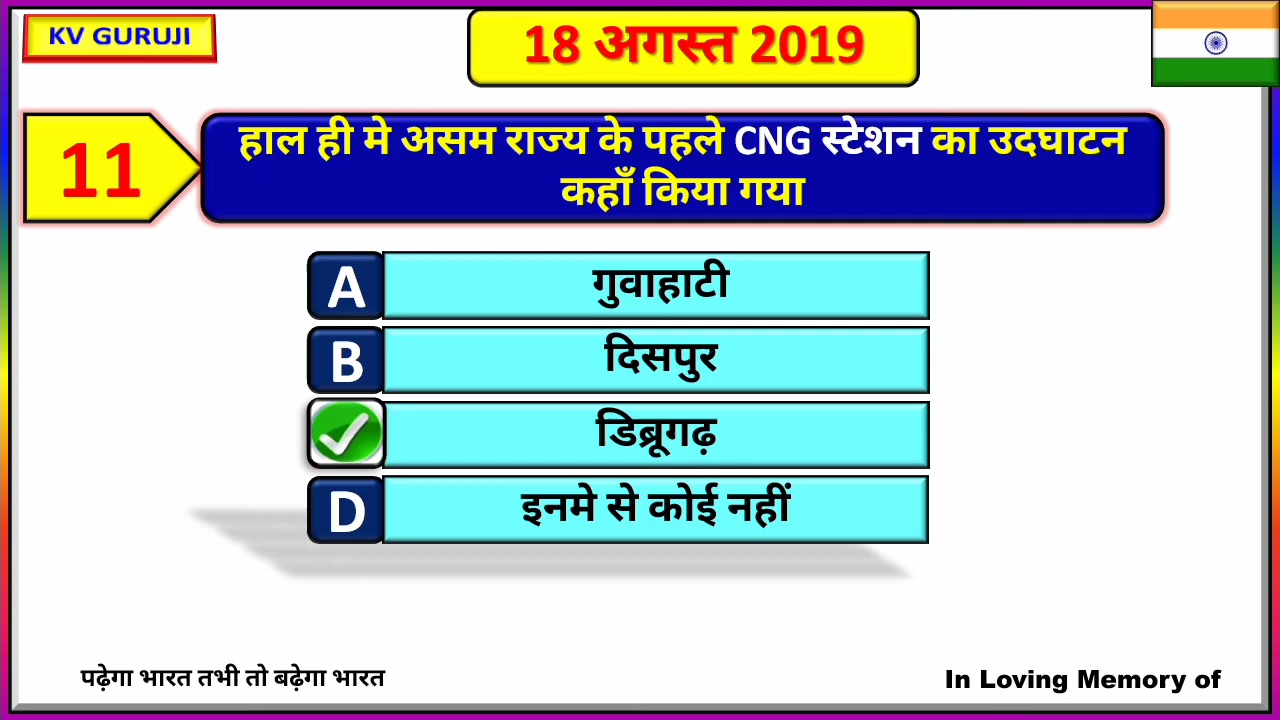 KV GURUJI
18 अगस्त 2019
11
हाल ही मे असम राज्य के पहले CNG स्टेशन का उदघाटन
कहाँ किया गया
A
गुवाहाटी
B
दिसपुर
डिब्रूगढ़
D
इनमे से कोई नहीं
पढ़ेगा भारत तभी तो बढ़ेगा भारत
In Loving Memory of